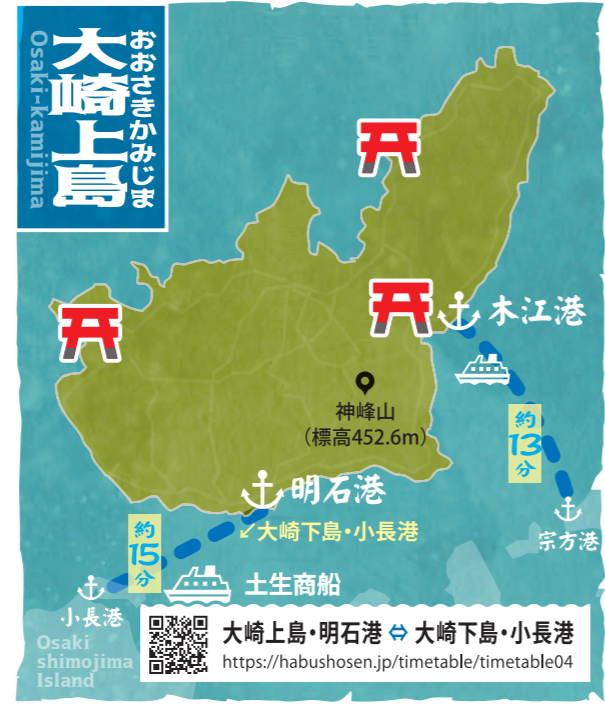 おおさきかみじま
大崎上島
Osaki-kamijima
木江港
神峰山
（標高452.6m）
約
13
分
明石港
宗方港
↙大崎下島・小長港
約
15
分
土生商船
小長港
Osaki
shimojima
Island
大崎上島・明石港 ⇔ 大崎下島・小長港
https://habushosen.jp/timetable/timetable04